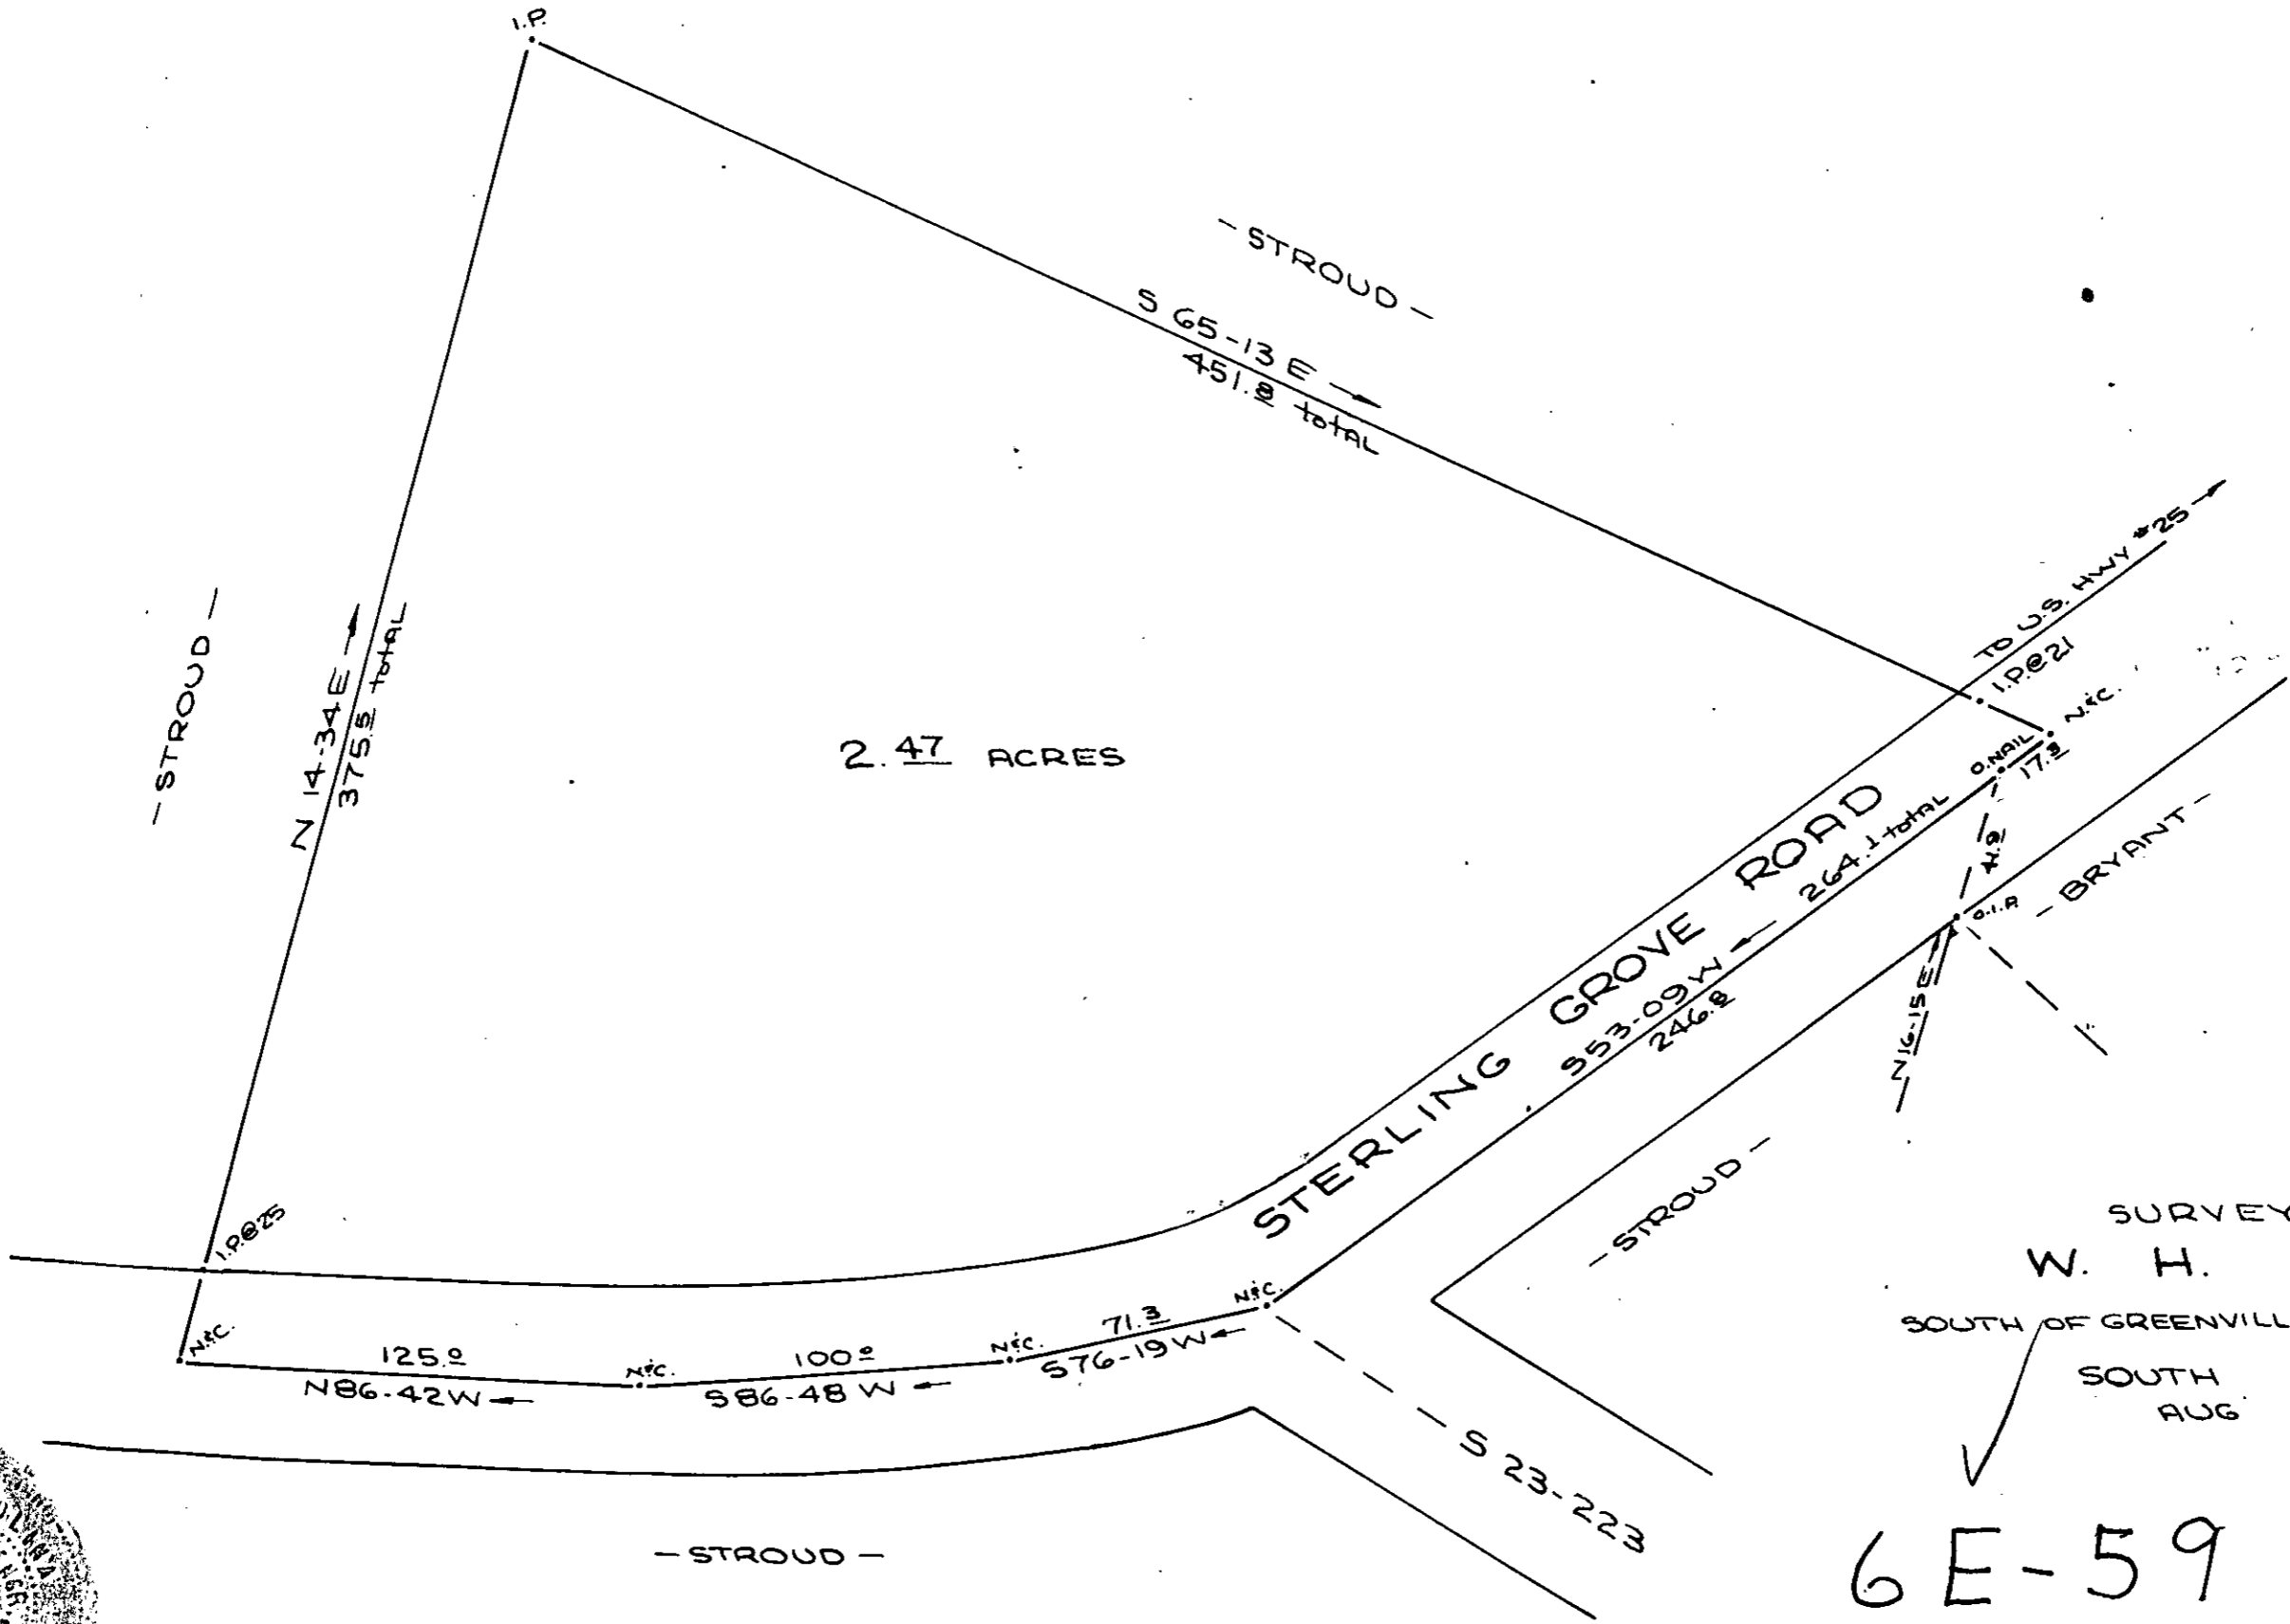 I.P.
- STROUD -
S 65-13 E
451.8 total
TO U.S. HWY #25
I.P.@21
N&C.
O.NAIL
17.3
- STROUD -
N 14-34 E
375.5 total
2.47 ACRES
STERLING GROVE ROAD
264.1 total
S53-09 W
246.8
- BRYANT -
O.I.P.
N16-15E
- STROUD -
I.P.@25
N&C.
125.0
N86-42W
N&C.
100.0
S86-48 W
N&C.
71.3
S76-19 W
N&C.
S 23-223
- STROUD -
SURVEY
W. H.
SOUTH OF GREENVILL
SOUTH
AUG
6E-59